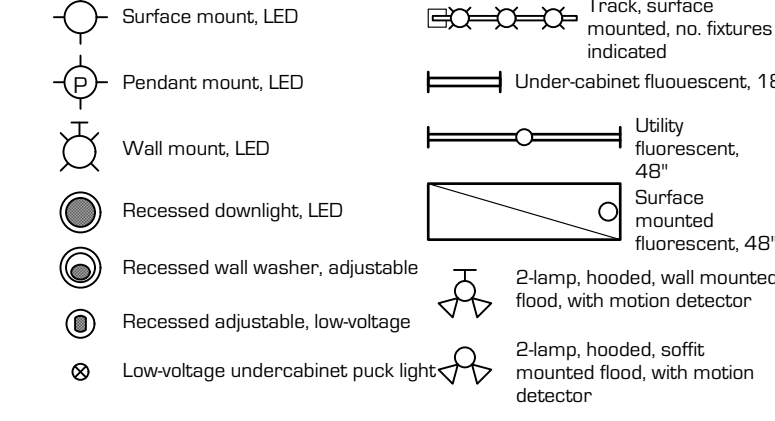 Surface mount, LED
P
Pendant mount, LED
Wall mount, LED
Recessed downlight, LED
Recessed wall washer, adjustable
Recessed adjustable, low-voltage
Low-voltage undercabinet puck light
Track, surface
mounted, no. fixtures
indicated
Under-cabinet fluouescent, 18
Utility
fluorescent,
48"
Surface
mounted
fluorescent, 48"
2-lamp, hooded, wall mounted
flood, with motion detector
2-lamp, hooded, soffit
mounted flood, with motion
detector